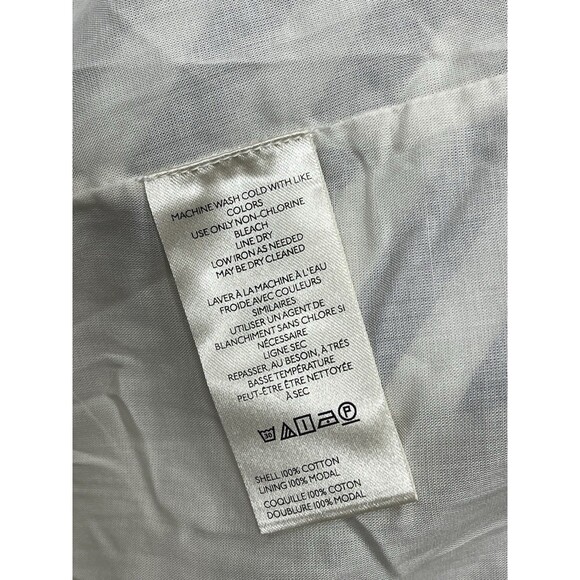 MACHINE WASH COLD WITH LIKE
COLORS
USE ONLY NON-CHLORINE
BLEACH
LINE DRY
LOW IRON AS NEEDED
MAY BE DRY CLEANED
LAVER À LA MACHINE À L'EAU
FROIDE AVEC COULEURS
SIMILAIRES
UTILISER UN AGENT DE
BLANCHIMENT SANS CHLORE SI
NÉCESSAIRE
LIGNE SEC
REPASSER, AU BESOIN, À TRÉS
BASSE TEMPÉRATURE
PEUT-ÊTRE ÊTRE NETTOYÉE
À SEC
30 P
SHELL 100% COTTON
LINING 100% MODAL
COQUILLE 100% COTON
DOUBLURE 100% MODAL